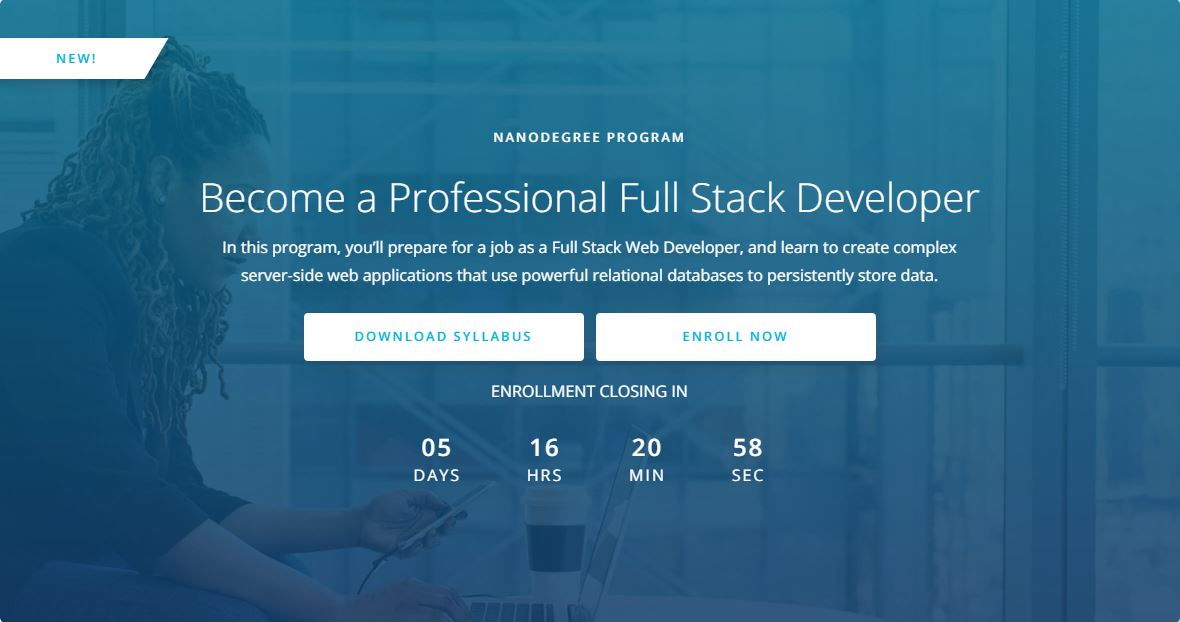 NEW!
NANODEGREE PROGRAM
Become a Professional Full Stack Developer
In this program, you’ll prepare for a job as a Full Stack Web Developer, and learn to create complex
server-side web applications that use powerful relational databases to persistently store data.
DOWNLOAD SYLLABUS
ENROLL NOW
ENROLLMENT CLOSING IN
05 16 20 58
DAYS HRS MIN SEC